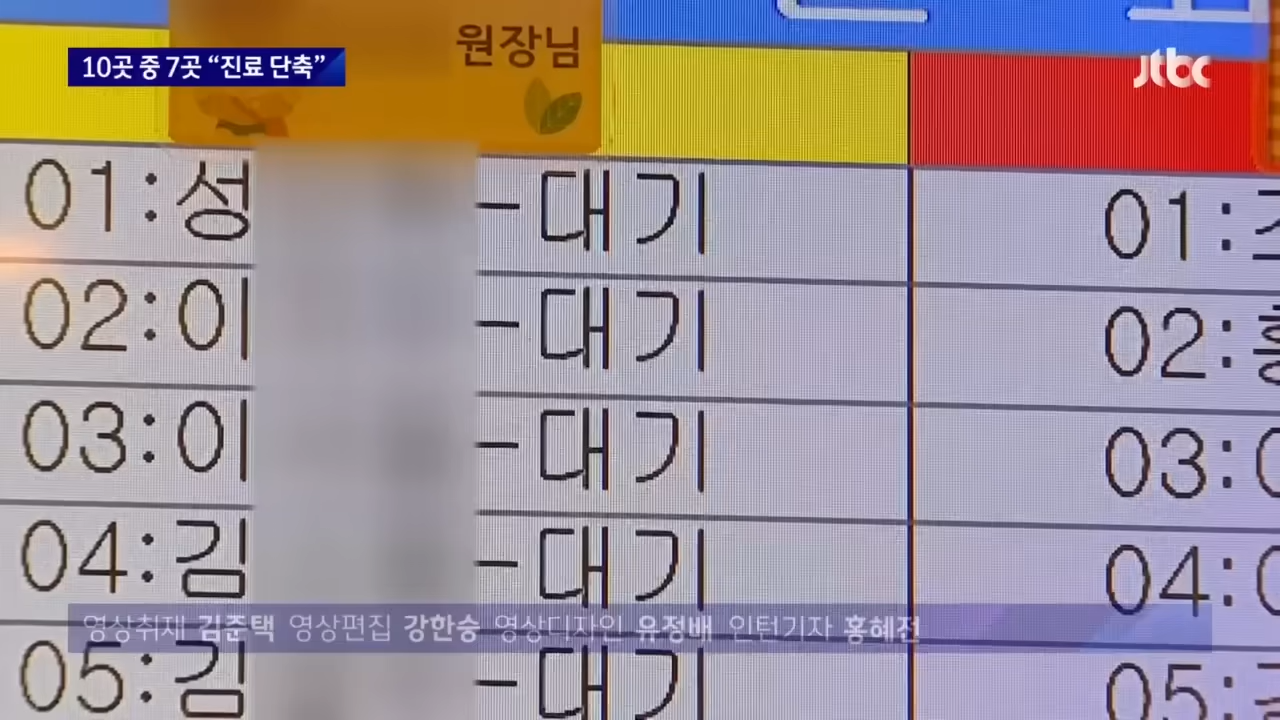 원장님
10곳 중 7곳 “진료 단축”
jtbc
01:성 -대기 01:
02:이 -대기 02:
03:이 -대기 03:
04:김 -대기 04:
영상취재 김준택 영상편집 강한승 영상디자인 유정배 인턴기자 홍혜전
05:김 -대기 05: